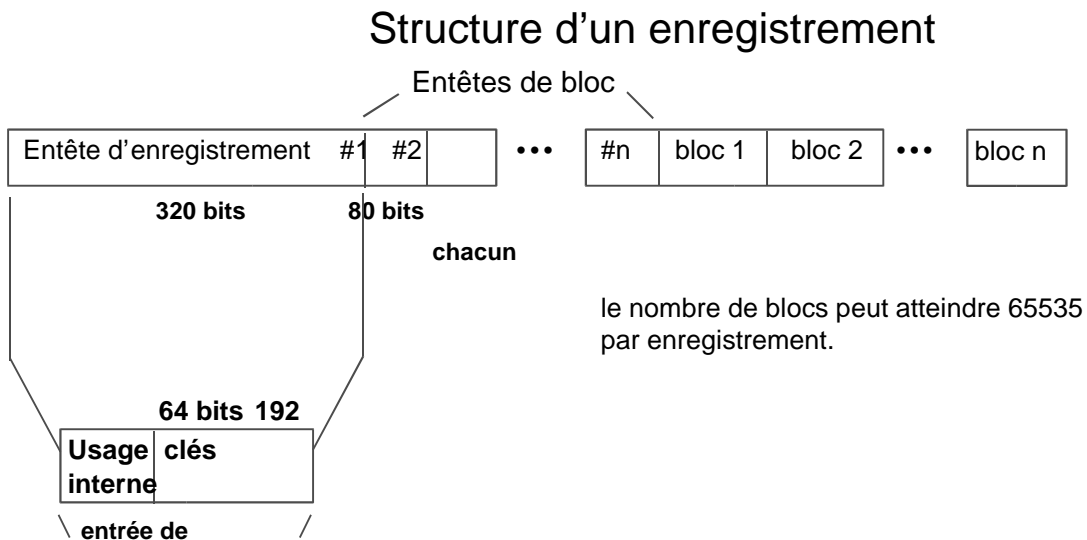 Structure d'un enregistrement
Entêtes de bloc
Entête d'enregistrement #1 #2 ••• #n bloc 1 bloc 2 ••• bloc n
320 bits 80 bits
chacun
le nombre de blocs peut atteindre 65535
par enregistrement.
64 bits 192
Usage clés
interne
entrée de